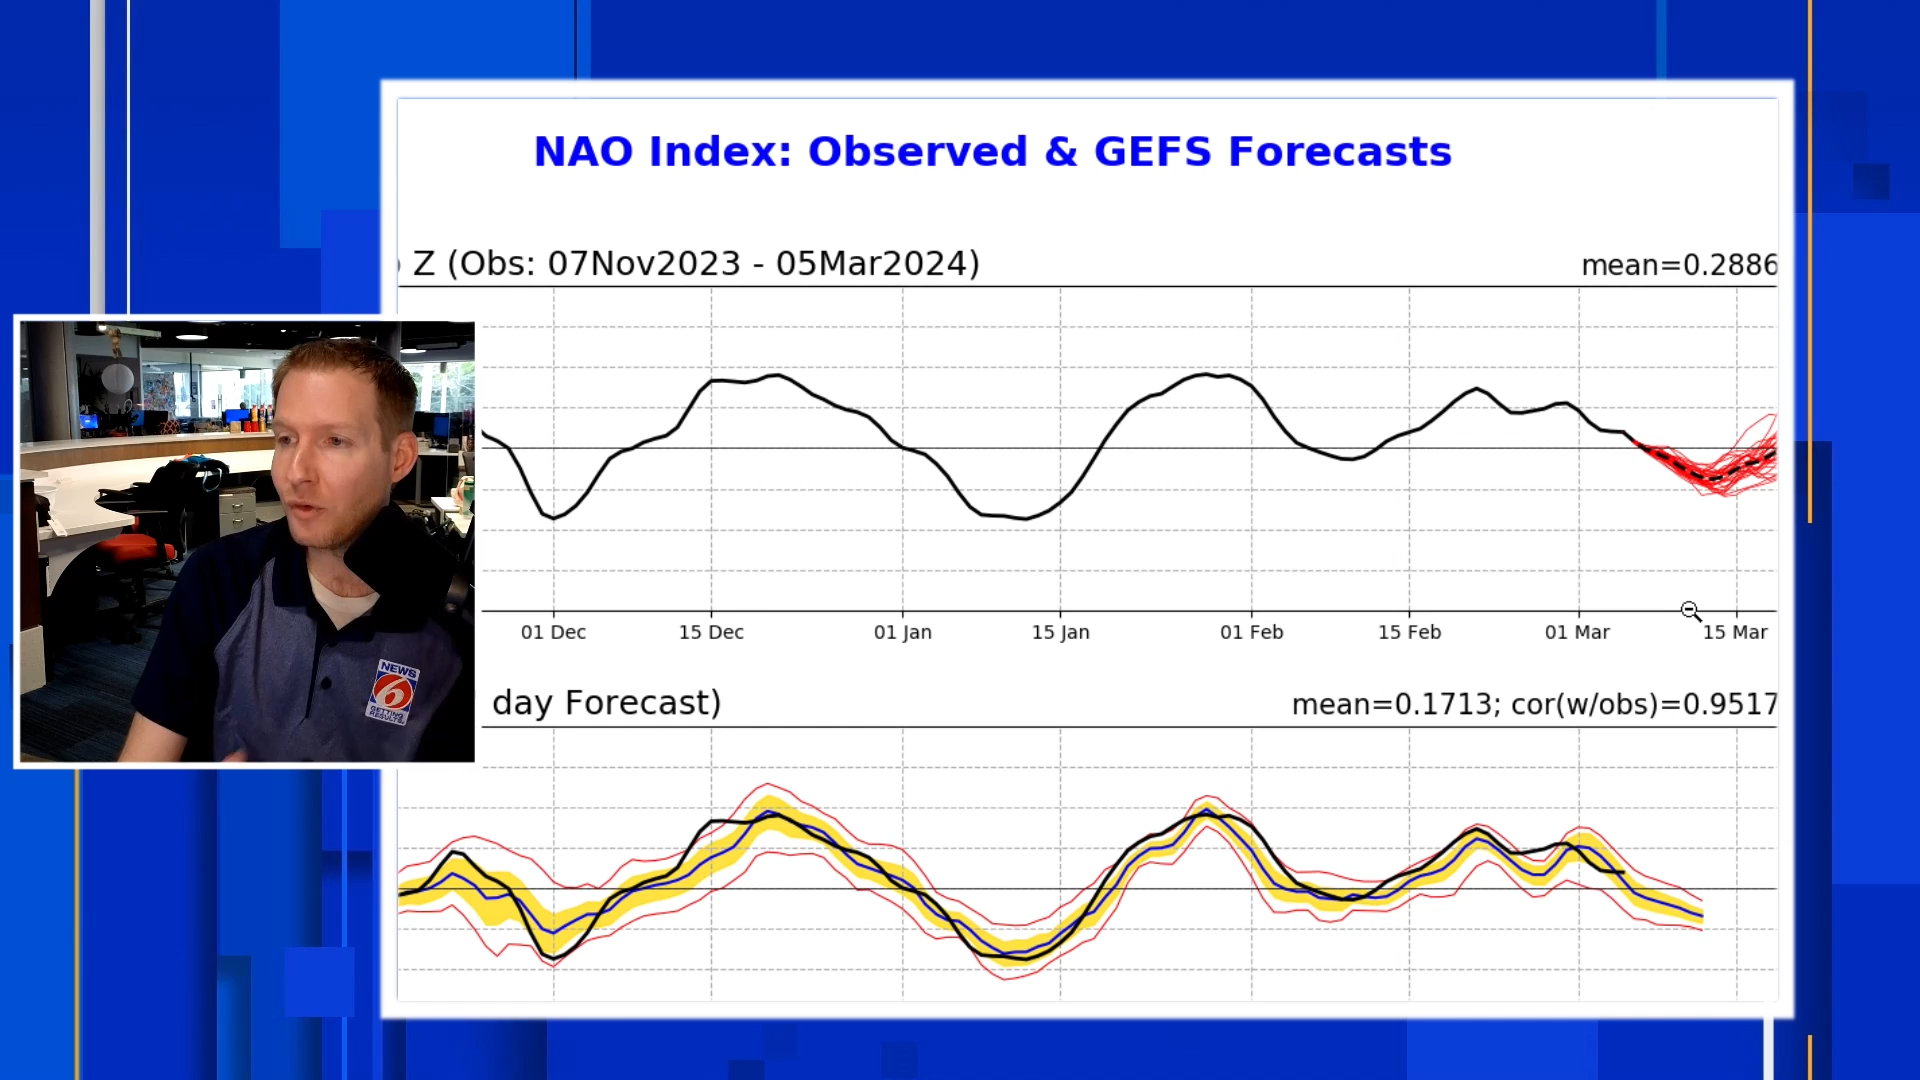 NAO Index: Observed & GEFS Forecasts
Z (Obs: 07Nov2023 - 05Mar2024)
mean=0.2886
01 Dec
15 Dec
01 Jan
15 Jan
01 Feb
15 Feb
01 Mar
15 Mar
day Forecast)
mean=0.1713; cor(w/obs)=0.9517
NEWS
6
GETTING
RESULTS